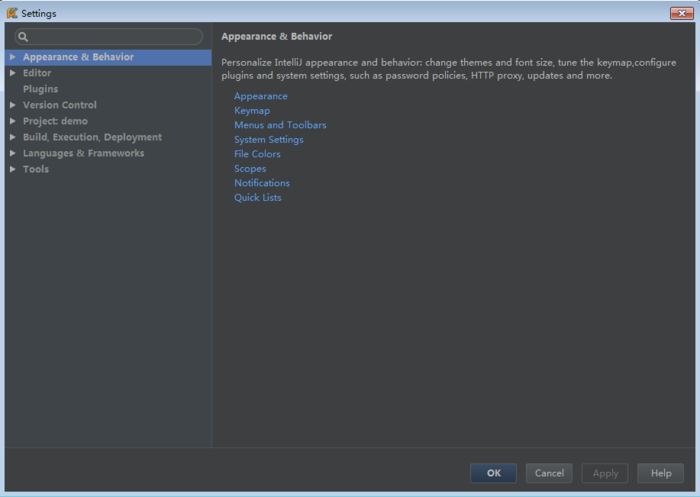 Settings
Appearance & Behavior
Editor
Plugins
Version Control
Project: demo
Build, Execution, Deployment
Languages & Frameworks
Tools
Appearance & Behavior
Personalize IntelliJ appearance and behavior: change themes and font size, tune the keymap,configure
plugins and system settings, such as password policies, HTTP proxy, updates and more.
Appearance
Keymap
Menus and Toolbars
System Settings
File Colors
Scopes
Notifications
Quick Lists
OK
Cancel
Apply
Help